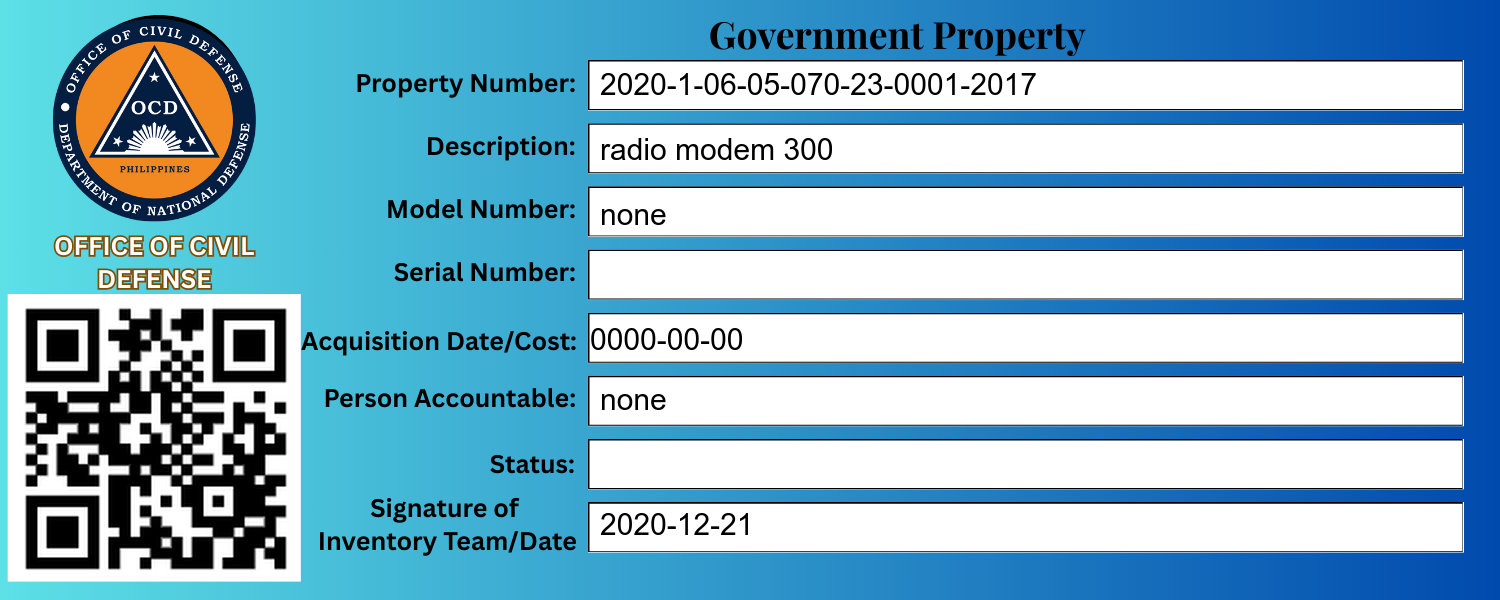 Government Property
OFFICE OF CIVIL DEFENSE
DEPARTMENT OF NATIONAL DEFENSE
OCD
PHILIPPINES
OFFICE OF CIVIL
DEFENSE
Property Number: 2020-1-06-05-070-23-0001-2017
Description: radio modem 300
Model Number: none
Serial Number:
Acquisition Date/Cost: 0000-00-00
Person Accountable: none
Status:
Signature of
Inventory Team/Date 2020-12-21